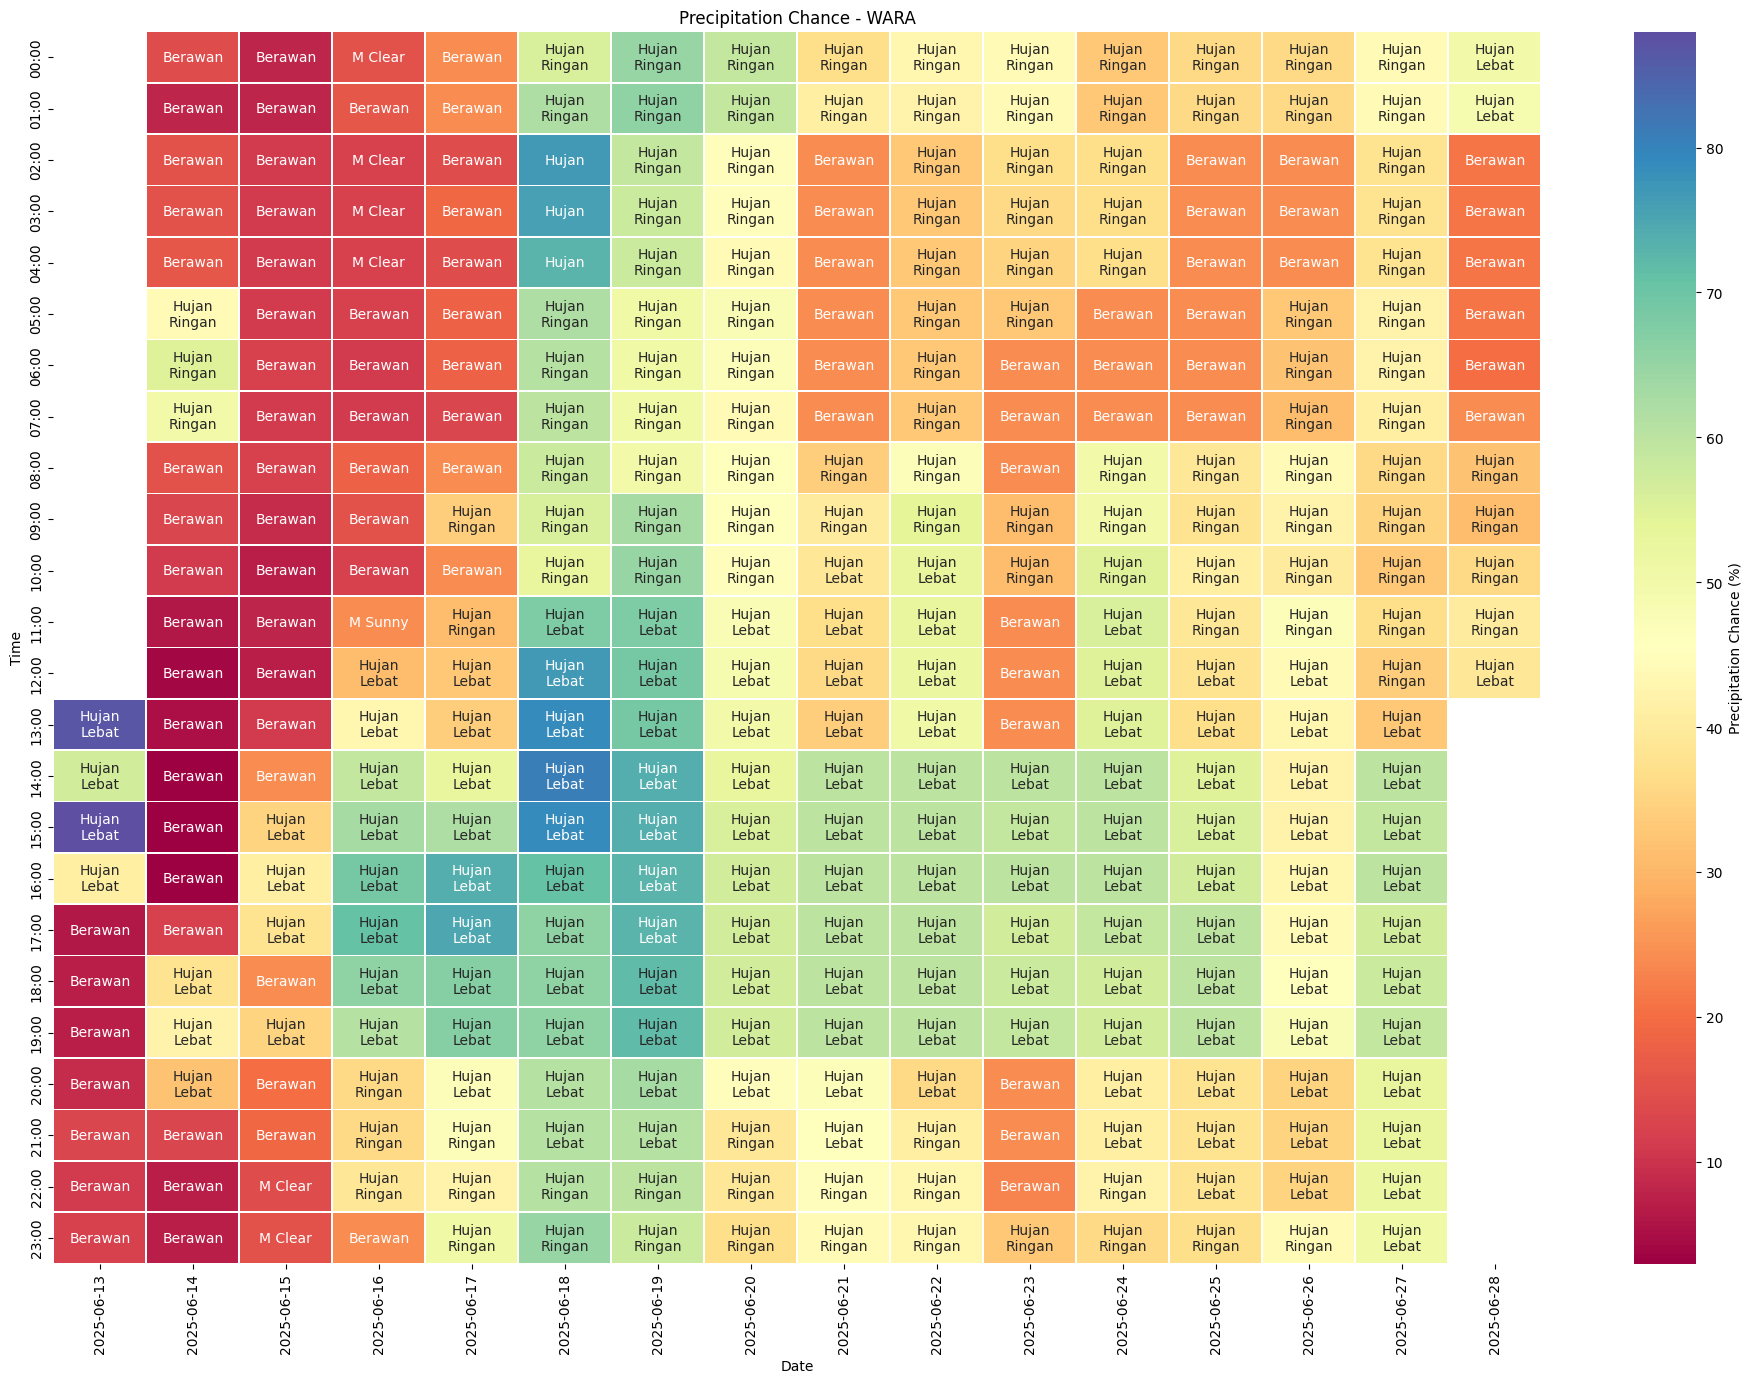 Precipitation Chance - WARA
00:00 Berawan Berawan M Clear Berawan Hujan Ringan Hujan Ringan Hujan Ringan Hujan Ringan Hujan Ringan Hujan Ringan Hujan Ringan Hujan Ringan Hujan Ringan Hujan Ringan Hujan Lebat
01:00 Berawan Berawan Berawan Berawan Hujan Ringan Hujan Ringan Hujan Ringan Hujan Ringan Hujan Ringan Hujan Ringan Hujan Ringan Hujan Ringan Hujan Ringan Hujan Ringan Hujan Lebat
02:00 Berawan Berawan M Clear Berawan Hujan Hujan Ringan Hujan Ringan Berawan Hujan Ringan Hujan Ringan Hujan Ringan Berawan Berawan Hujan Ringan Berawan
03:00 Berawan Berawan M Clear Berawan Hujan Hujan Ringan Hujan Ringan Berawan Hujan Ringan Hujan Ringan Hujan Ringan Berawan Berawan Hujan Ringan Berawan
04:00 Berawan Berawan M Clear Berawan Hujan Hujan Ringan Hujan Ringan Berawan Hujan Ringan Hujan Ringan Hujan Ringan Berawan Berawan Hujan Ringan Berawan
05:00 Hujan Ringan Berawan Berawan Berawan Hujan Ringan Hujan Ringan Hujan Ringan Berawan Hujan Ringan Hujan Ringan Berawan Berawan Hujan Ringan Hujan Ringan Berawan
06:00 Hujan Ringan Berawan Berawan Berawan Hujan Ringan Hujan Ringan Hujan Ringan Berawan Hujan Ringan Berawan Berawan Berawan Hujan Ringan Hujan Ringan Berawan
07:00 Hujan Ringan Berawan Berawan Berawan Hujan Ringan Hujan Ringan Hujan Ringan Berawan Hujan Ringan Berawan Berawan Berawan Hujan Ringan Hujan Ringan Berawan
08:00 Berawan Berawan Berawan Berawan Hujan Ringan Hujan Ringan Hujan Ringan Hujan Ringan Hujan Ringan Berawan Hujan Ringan Hujan Ringan Hujan Ringan Hujan Ringan Hujan Ringan
09:00 Berawan Berawan Berawan Hujan Ringan Hujan Ringan Hujan Ringan Hujan Ringan Hujan Ringan Hujan Ringan Hujan Ringan Hujan Ringan Hujan Ringan Hujan Ringan Hujan Ringan Hujan Ringan
10:00 Berawan Berawan Berawan Berawan Hujan Ringan Hujan Ringan Hujan Ringan Hujan Lebat Hujan Lebat Hujan Ringan Hujan Ringan Hujan Ringan Hujan Ringan Hujan Ringan Hujan Ringan
11:00 Berawan Berawan M Sunny Hujan Ringan Hujan Lebat Hujan Lebat Hujan Lebat Hujan Lebat Hujan Lebat Berawan Hujan Lebat Hujan Ringan Hujan Ringan Hujan Ringan Hujan Ringan
12:00 Berawan Berawan Hujan Lebat Hujan Lebat Hujan Lebat Hujan Lebat Hujan Lebat Hujan Lebat Hujan Lebat Berawan Hujan Lebat Hujan Lebat Hujan Lebat Hujan Ringan Hujan Lebat
13:00 Hujan Lebat Berawan Berawan Hujan Lebat Hujan Lebat Hujan Lebat Hujan Lebat Hujan Lebat Hujan Lebat Hujan Lebat Berawan Hujan Lebat Hujan Lebat Hujan Lebat Hujan Lebat
14:00 Hujan Lebat Berawan Berawan Hujan Lebat Hujan Lebat Hujan Lebat Hujan Lebat Hujan Lebat Hujan Lebat Hujan Lebat Hujan Lebat Hujan Lebat Hujan Lebat Hujan Lebat Hujan Lebat
15:00 Hujan Lebat Berawan Hujan Lebat Hujan Lebat Hujan Lebat Hujan Lebat Hujan Lebat Hujan Lebat Hujan Lebat Hujan Lebat Hujan Lebat Hujan Lebat Hujan Lebat Hujan Lebat Hujan Lebat
16:00 Hujan Lebat Berawan Hujan Lebat Hujan Lebat Hujan Lebat Hujan Lebat Hujan Lebat Hujan Lebat Hujan Lebat Hujan Lebat Hujan Lebat Hujan Lebat Hujan Lebat Hujan Lebat Hujan Lebat
17:00 Berawan Berawan Hujan Lebat Hujan Lebat Hujan Lebat Hujan Lebat Hujan Lebat Hujan Lebat Hujan Lebat Hujan Lebat Hujan Lebat Hujan Lebat Hujan Lebat Hujan Lebat Hujan Lebat
18:00 Berawan Hujan Lebat Berawan Hujan Lebat Hujan Lebat Hujan Lebat Hujan Lebat Hujan Lebat Hujan Lebat Hujan Lebat Hujan Lebat Hujan Lebat Hujan Lebat Hujan Lebat Hujan Lebat
19:00 Berawan Hujan Lebat Hujan Lebat Hujan Lebat Hujan Lebat Hujan Lebat Hujan Lebat Hujan Lebat Hujan Lebat Hujan Lebat Hujan Lebat Hujan Lebat Hujan Lebat Hujan Lebat Hujan Lebat
20:00 Berawan Hujan Lebat Berawan Hujan Ringan Hujan Lebat Hujan Lebat Hujan Lebat Hujan Lebat Hujan Lebat Hujan Lebat Berawan Hujan Lebat Hujan Lebat Hujan Lebat Hujan Lebat
21:00 Berawan Berawan Berawan Hujan Ringan Hujan Ringan Hujan Lebat Hujan Lebat Hujan Ringan Hujan Lebat Hujan Ringan Berawan Hujan Lebat Hujan Lebat Hujan Lebat Hujan Lebat
22:00 Berawan Berawan M Clear Hujan Ringan Hujan Ringan Hujan Ringan Hujan Ringan Hujan Ringan Hujan Ringan Hujan Ringan Berawan Hujan Ringan Hujan Lebat Hujan Lebat Hujan Lebat
23:00 Berawan Berawan M Clear Berawan Hujan Ringan Hujan Ringan Hujan Ringan Hujan Ringan Hujan Ringan Hujan Ringan Hujan Ringan Hujan Ringan Hujan Ringan Hujan Ringan Hujan Lebat
Time
2025-06-13 2025-06-14 2025-06-15 2025-06-16 2025-06-17 2025-06-18 2025-06-19 2025-06-20 2025-06-21 2025-06-22 2025-06-23 2025-06-24 2025-06-25 2025-06-26 2025-06-27 2025-06-28
Date
80
70
60
50
40
30
20
10
Precipitation Chance (%)